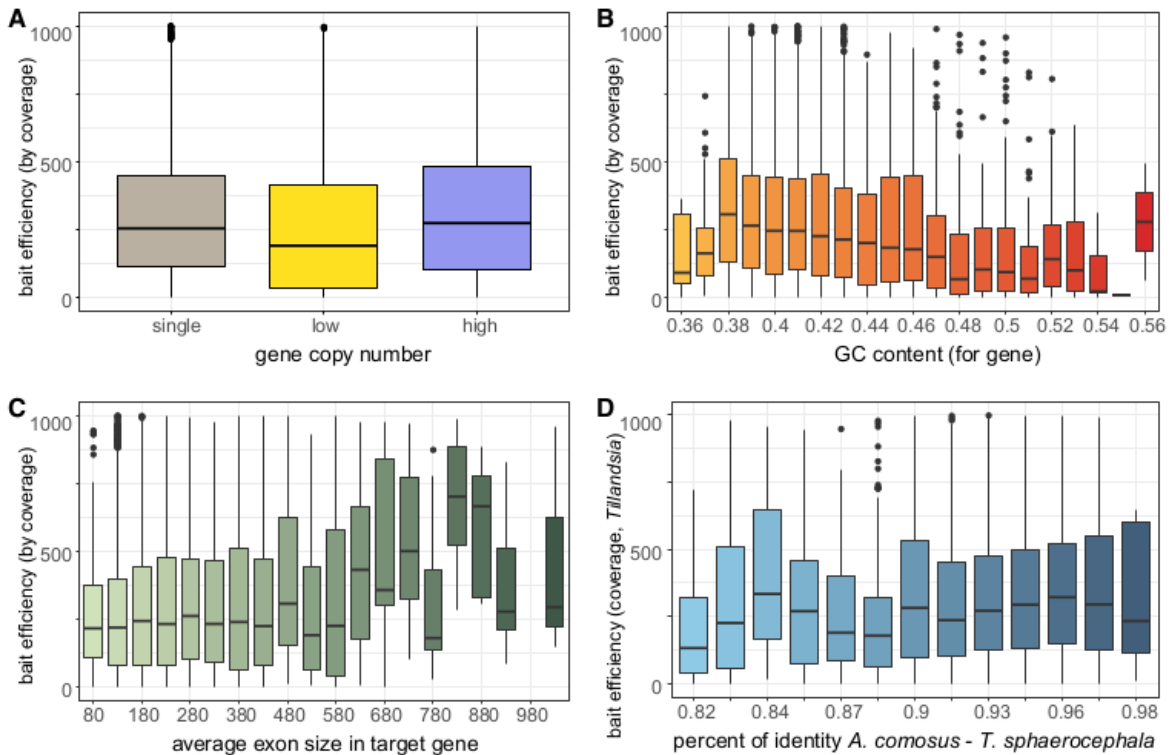 A
bait efficiency (by coverage)
1000
500
0
single low high
gene copy number
B
bait efficiency (by coverage)
1000
500
0
0.36 0.38 0.4 0.42 0.44 0.46 0.48 0.5 0.52 0.54 0.56
GC content (for gene)
C
bait efficiency (by coverage)
1000
500
0
80 180 280 380 480 580 680 780 880 980
average exon size in target gene
D
bait efficiency (coverage, Tillandsia)
1000
500
0
0.82 0.84 0.87 0.9 0.93 0.96 0.98
percent of identity A. comosus - T. sphaerocephala